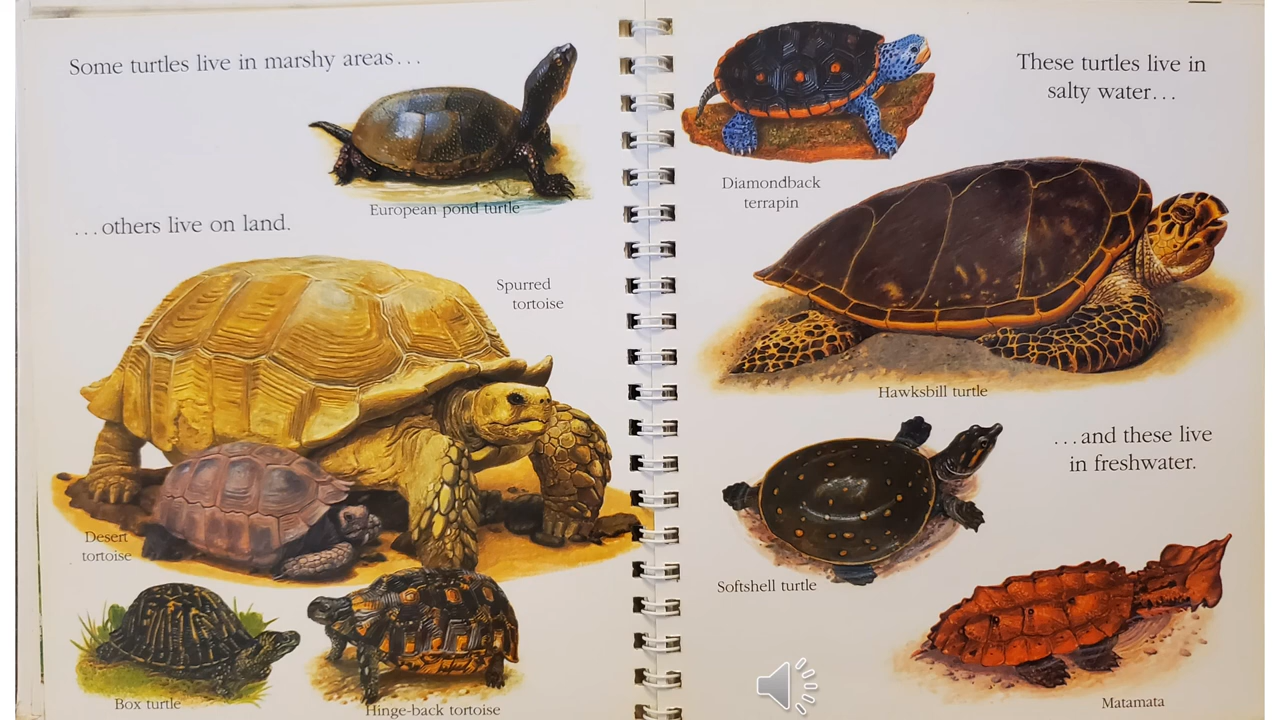 Some turtles live in marshy areas...
European pond turtle
...others live on land.
Spurred
tortoise
Desert
tortoise
Box turtle
Hinge-back tortoise
These turtles live in
salty water...
Diamondback
terrapin
Hawksbill turtle
...and these live
in freshwater.
Softshell turtle
Matamata